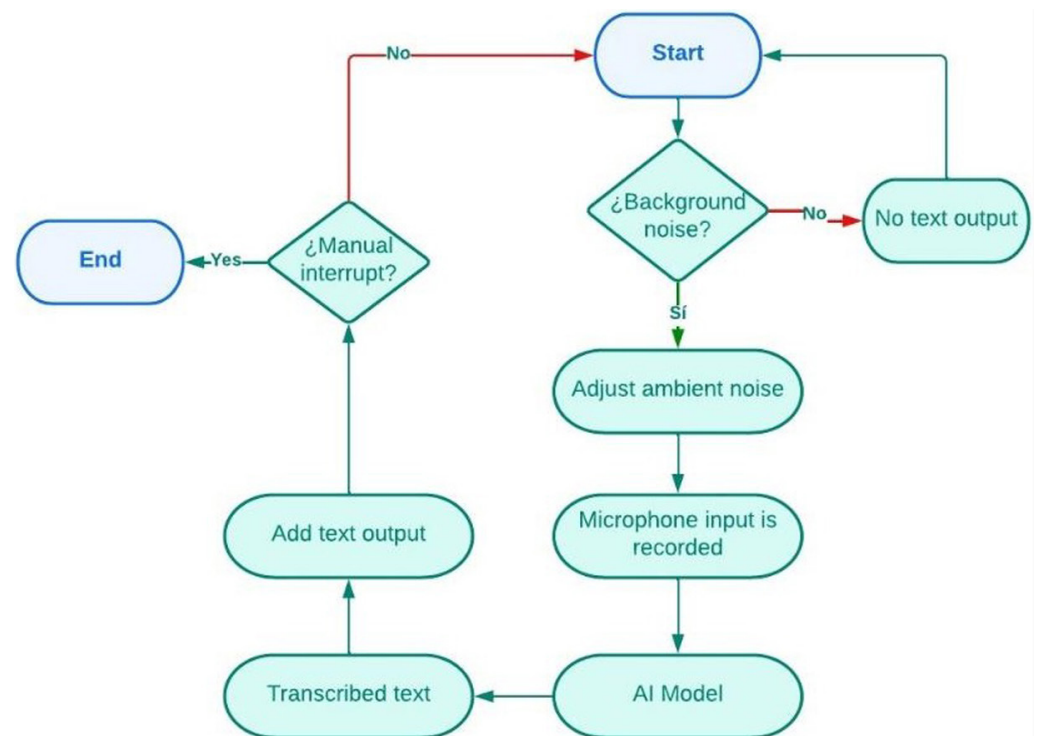 No
Start
¿Background
noise?
No
No text output
End
Yes
¿Manual
interrupt?
Sí
Adjust ambient noise
Add text output
Microphone input is
recorded
Transcribed text
AI Model